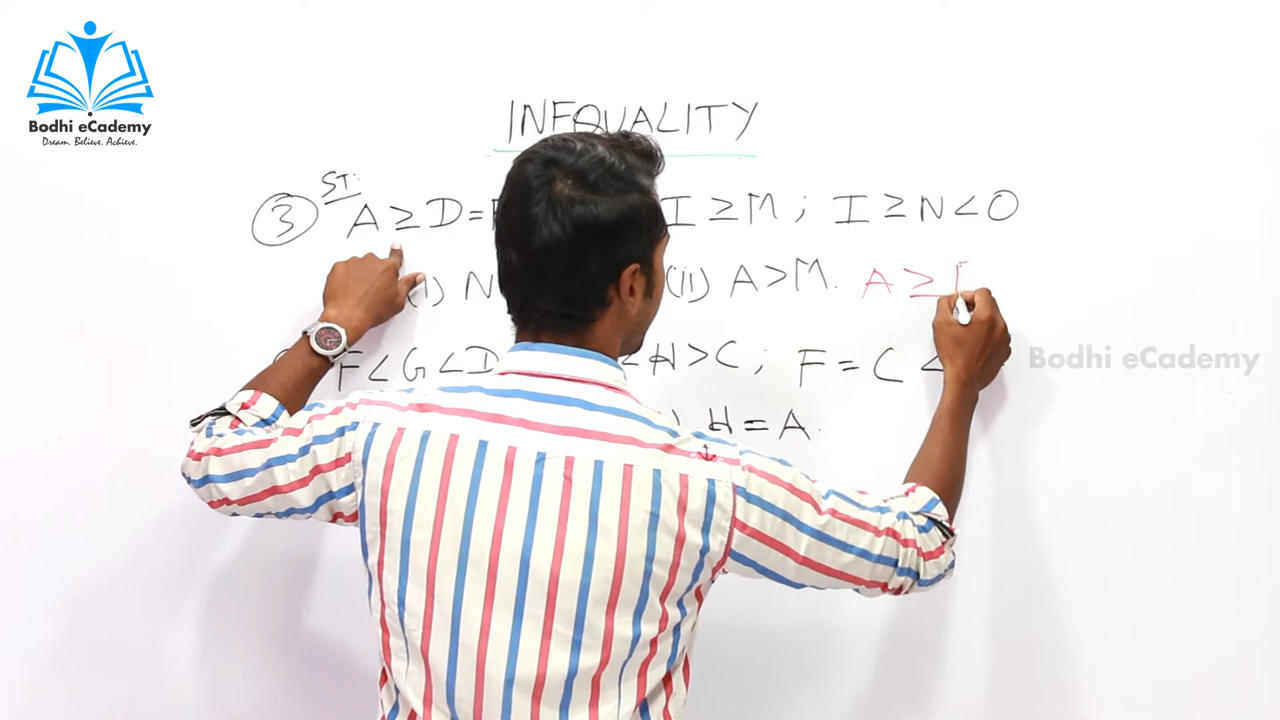 Bodhi eCademy
Dream. Believe. Achieve.
INEQUALITY
ST:
③ A ≥ D = I ≥ M ; I ≥ N < O
(i) N (ii) A > M. A ≥
F < G < D < H > C ; F = C <
H = A.
Bodhi eCademy